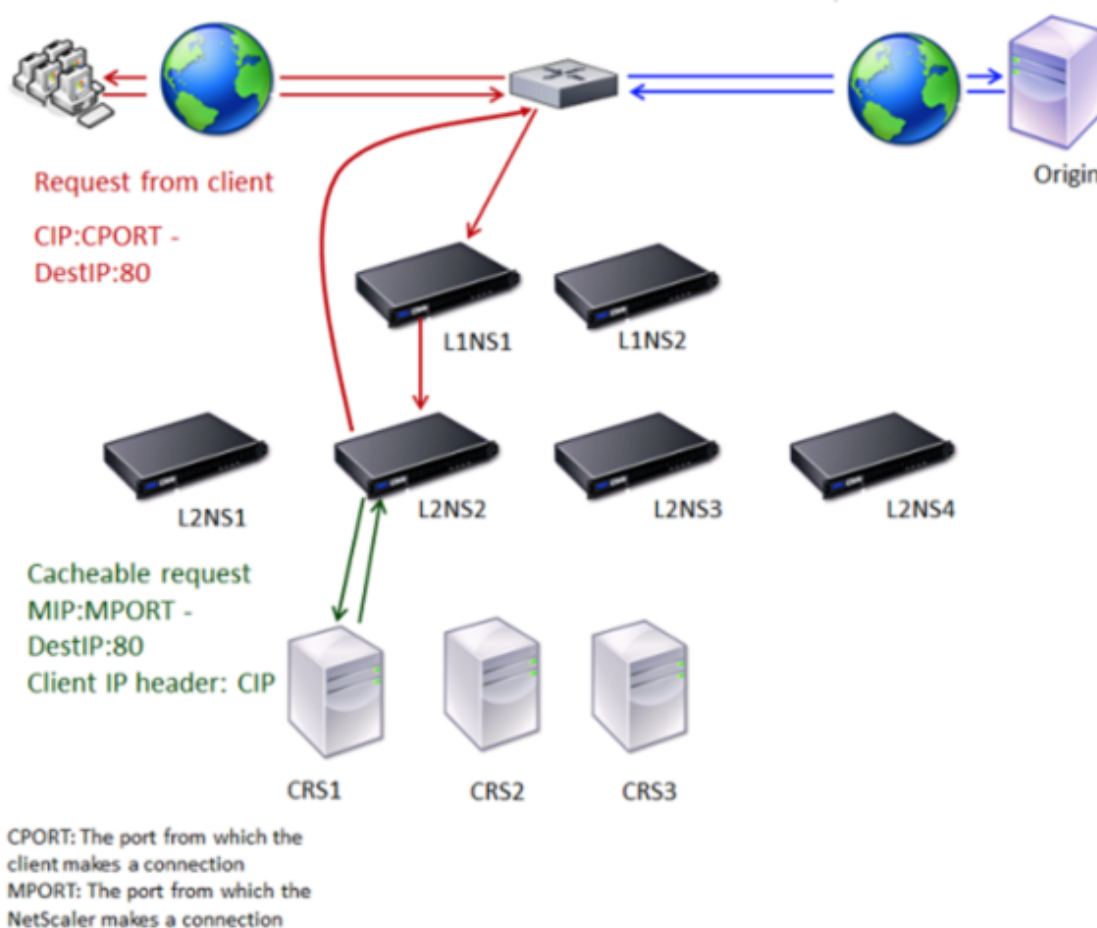 Origin
Request from client
CIP:CPORT -
DestIP:80
L1NS1
L1NS2
L2NS1
L2NS2
L2NS3
L2NS4
Cacheable request
MIP:MPORT -
DestIP:80
Client IP header: CIP
CRS1
CRS2
CRS3
CPORT: The port from which the
client makes a connection
MPORT: The port from which the
NetScaler makes a connection